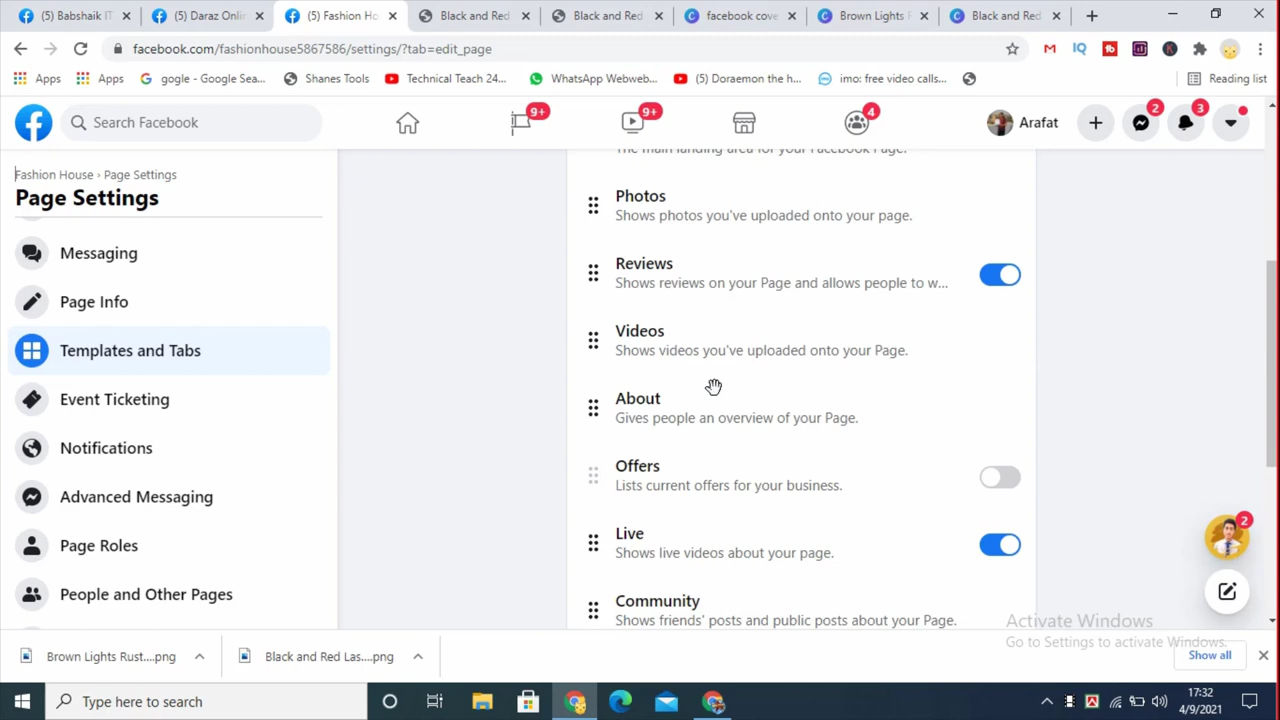 (5) Babshaik IT
(5) Daraz Onlin
(5) Fashion Ho
Black and Red
Black and Red
facebook cove
Brown Lights R
Black and Red
facebook.com/fashionhouse5867586/settings/?tab=edit_page
Apps
Apps
gogle - Google Sea...
Shanes Tools
Technical Teach 24...
WhatsApp Webweb...
(5) Doraemon the h...
imo: free video calls...
Reading list
Search Facebook
9+
9+
4
Arafat
2
3
Fashion House › Page Settings
Page Settings
Messaging
Page Info
Templates and Tabs
Event Ticketing
Notifications
Advanced Messaging
Page Roles
People and Other Pages
The main landing area for your Facebook Page.
Photos
Shows photos you've uploaded onto your page.
Reviews
Shows reviews on your Page and allows people to w...
Videos
Shows videos you've uploaded onto your Page.
About
Gives people an overview of your Page.
Offers
Lists current offers for your business.
Live
Shows live videos about your page.
Community
Shows friends' posts and public posts about your Page.
2
Activate Windows
Go to Settings to activate Windows.
Brown Lights Rust....png
Black and Red Las....png
Show all
Type here to search
17:32
4/9/2021